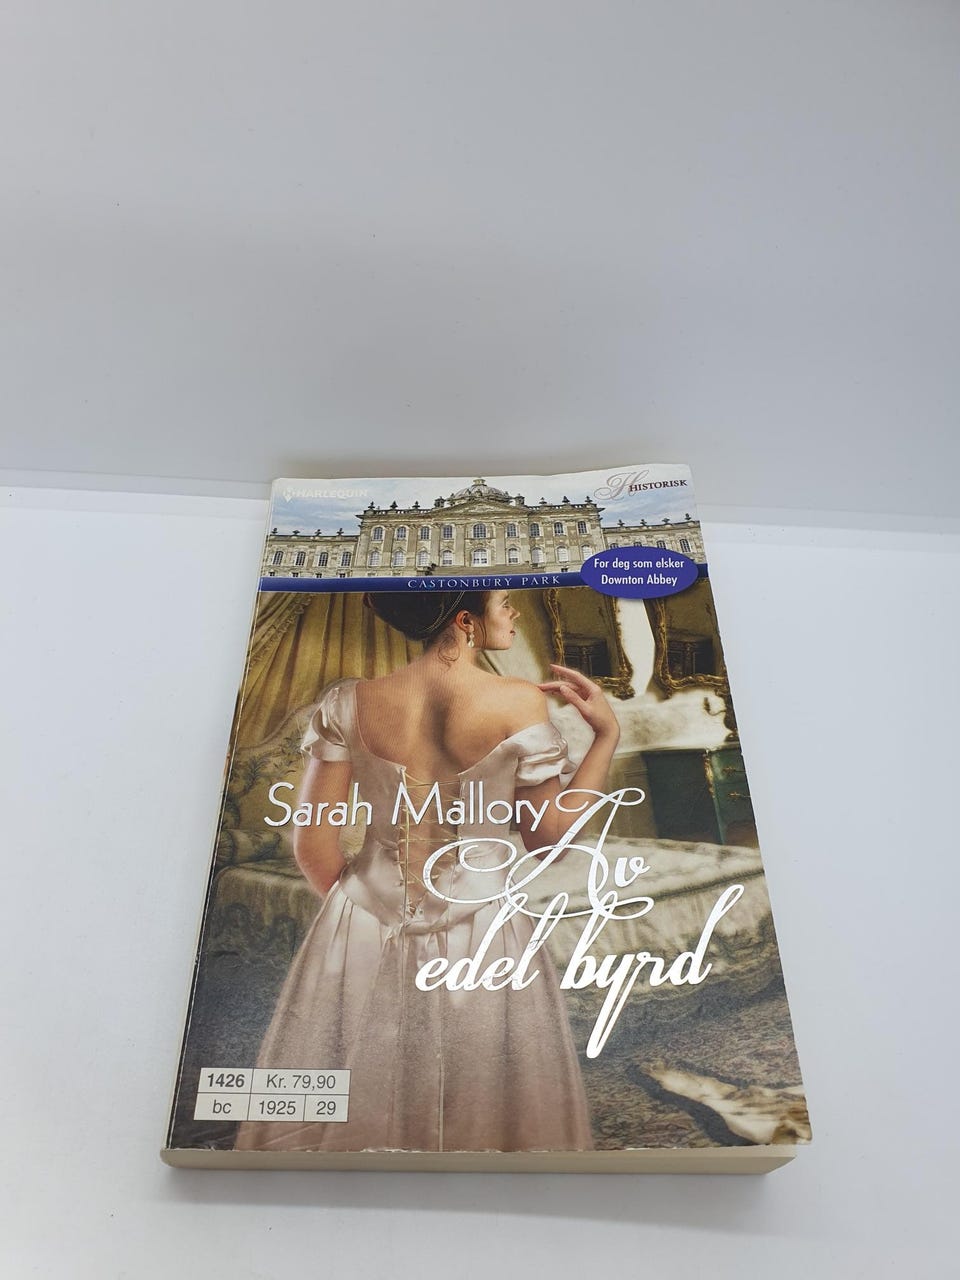 HARLEQUIN
HISTORISK
For deg som elsker
Downton Abbey
CASTONBURY PARK
Sarah Mallory
Av
edel byrd
1426 Kr. 79,90
bc 1925 29